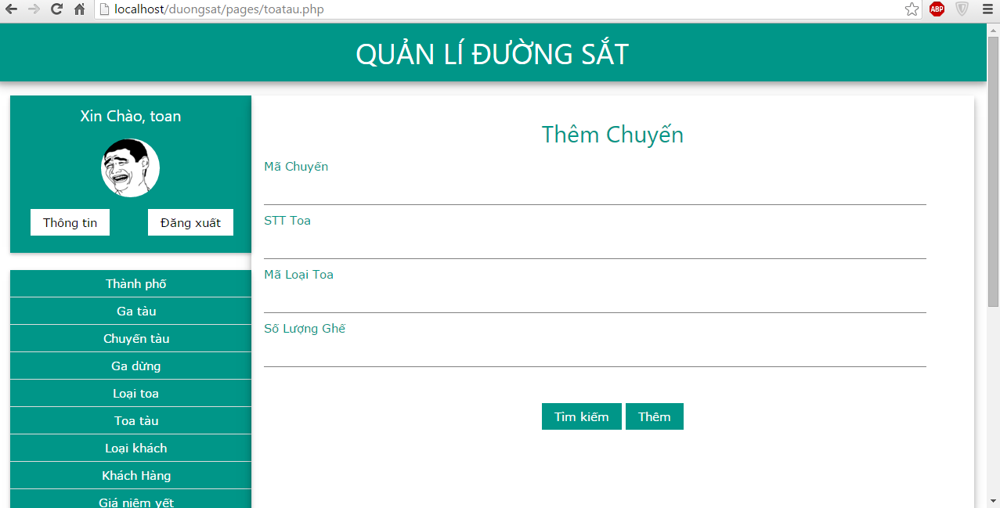 localhost/duongsat/pages/toatau.php
ABP
QUẢN LÍ ĐƯỜNG SẮT
Xin Chào, toan
Thông tin
Đăng xuất
Thành phố
Ga tàu
Chuyến tàu
Ga dừng
Loại toa
Toa tàu
Loại khách
Khách Hàng
Giá niêm yết
Thêm Chuyến
Mã Chuyến
STT Toa
Mã Loại Toa
Số Lượng Ghế
Tìm kiếm
Thêm